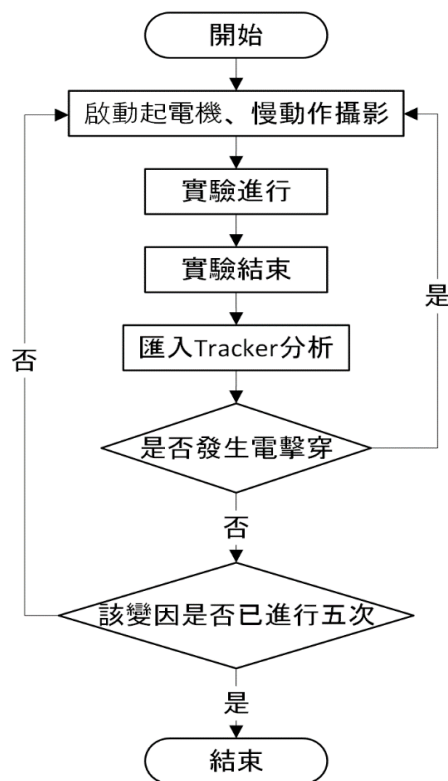 開始
啟動起電機、慢動作攝影
實驗進行
實驗結束
匯入Tracker分析
是否發生電擊穿
是
否
否
該變因是否已進行五次
是
結束